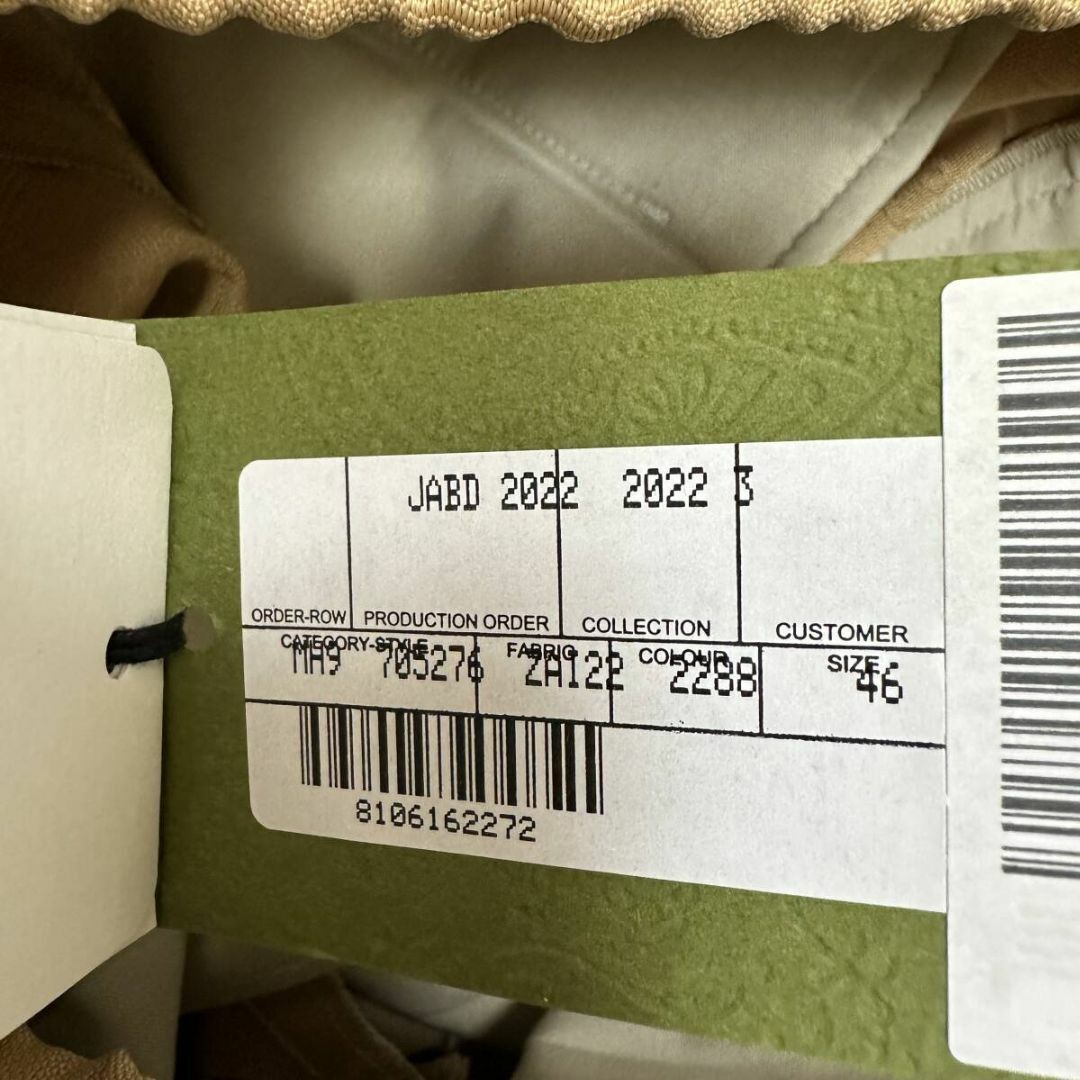 JABD 2022 2022 3
ORDER-ROW PRODUCTION ORDER COLLECTION CUSTOMER
CATEGORY-STYLE FABRIC COLOUR SIZE
MA9 705276 ZA122 2288 46
8106162272